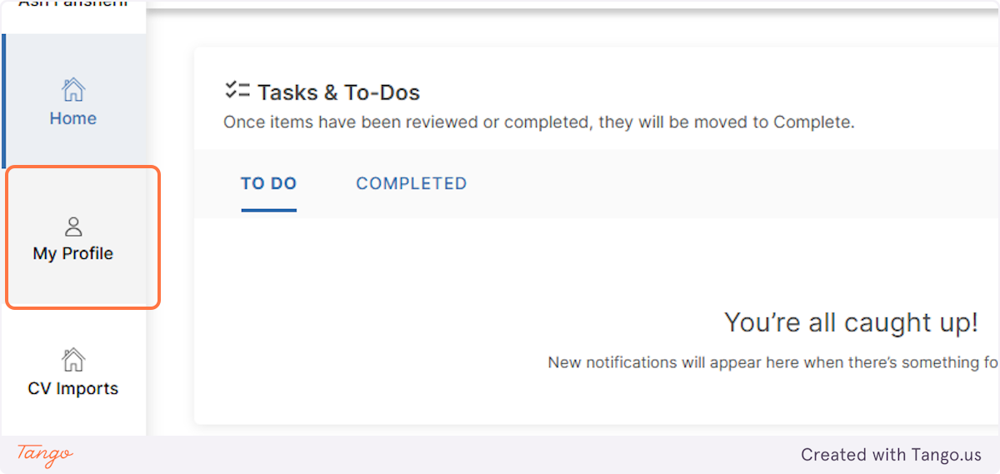 Home
My Profile
CV Imports
Tasks & To-Dos
Once items have been reviewed or completed, they will be moved to Complete.
TO DO
COMPLETED
You’re all caught up!
New notifications will appear here when there’s something
Tango
Created with Tango.us